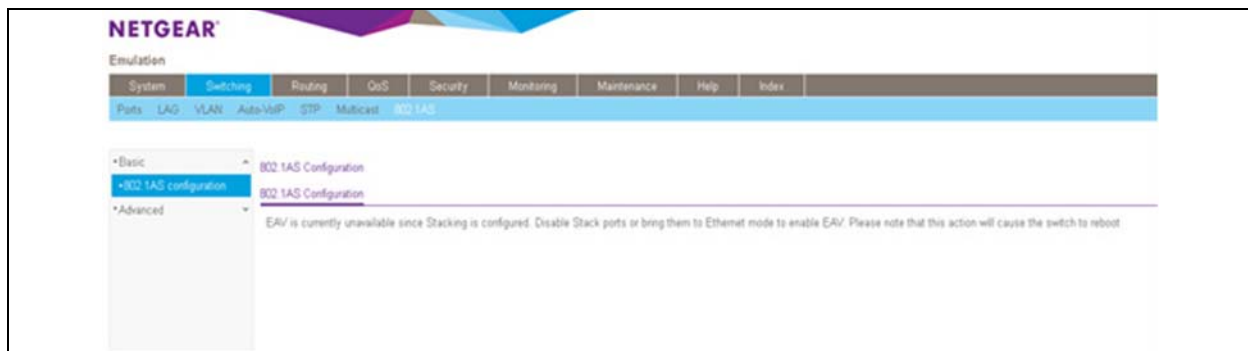 NETGEAR®
Emulation
System Switching Routing QoS Security Monitoring Maintenance Help Index
Ports LAG VLAN Auto-VoIP STP Multicast 802.1AS
•Basic
•802.1AS configuration
•Advanced
802.1AS Configuration
802.1AS Configuration
EAV is currently unavailable since Stacking is configured. Disable Stack ports or bring them to Ethernet mode to enable EAV. Please note that this action will cause the switch to reboot